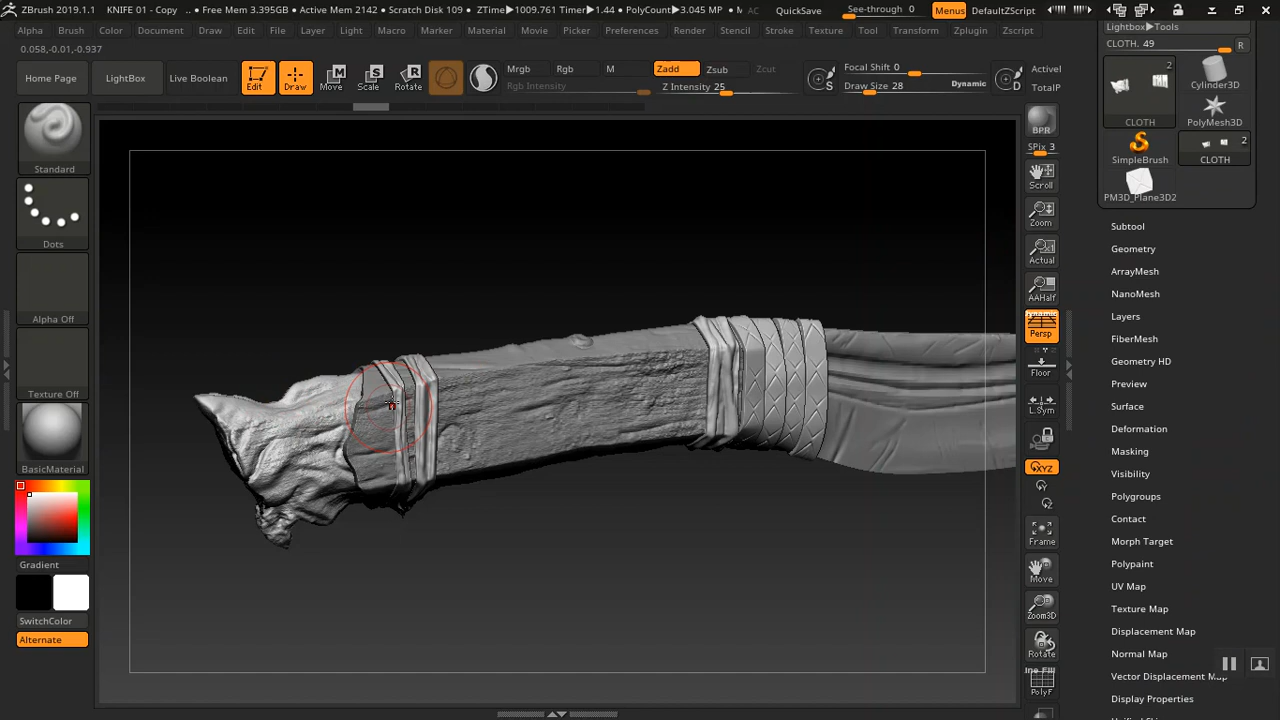 ZBrush 2019.1.1 KNIFE 01 - Copy • Free Mem 3.395GB • Active Mem 2142 • Scratch Disk 109 • ZTime▶1009.761 Timer▶1.44 • PolyCount▶3.045 MP • M AC QuickSave See-through 0 Menus DefaultZScript
Alpha Brush Color Document Draw Edit File Layer Light Macro Marker Material Movie Picker Preferences Render Stencil Stroke Texture Tool Transform Zplugin Zscript
0.058,-0.01,-0.937
Home Page LightBox Live Boolean Edit Draw Move Scale Rotate
Mrgb Rgb M Zadd Zsub Zcut
Rgb Intensity Z Intensity 25
Focal Shift 0
Draw Size 28 Dynamic
S D
ActiveI
TotalP
Standard
Dots
Alpha Off
Texture Off
BasicMaterial
Gradient
SwitchColor
Alternate
BPR
SPix 3
Scroll
Zoom
Actual
AAHalf
Dynamic
Persp
Floor
L.Sym
XYZ
Y
Z
Frame
Move
Zoom3D
Rotate
Line Fill
PolyF
Lightbox▶Tools
CLOTH. 49 R
2
CLOTH
Cylinder3D
PolyMesh3D
SimpleBrush
2
CLOTH
PM3D_Plane3D2
Subtool
Geometry
ArrayMesh
NanoMesh
Layers
FiberMesh
Geometry HD
Preview
Surface
Deformation
Masking
Visibility
Polygroups
Contact
Morph Target
Polypaint
UV Map
Texture Map
Displacement Map
Normal Map
Vector Displacement Map
Display Properties